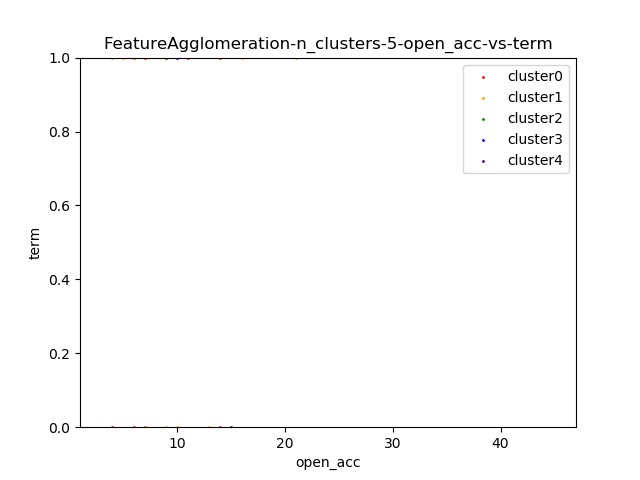 FeatureAgglomeration-n_clusters-5-open_acc-vs-term
1.0
0.8
0.6
0.4
0.2
0.0
term
cluster0
cluster1
cluster2
cluster3
cluster4
10
20
30
40
open_acc